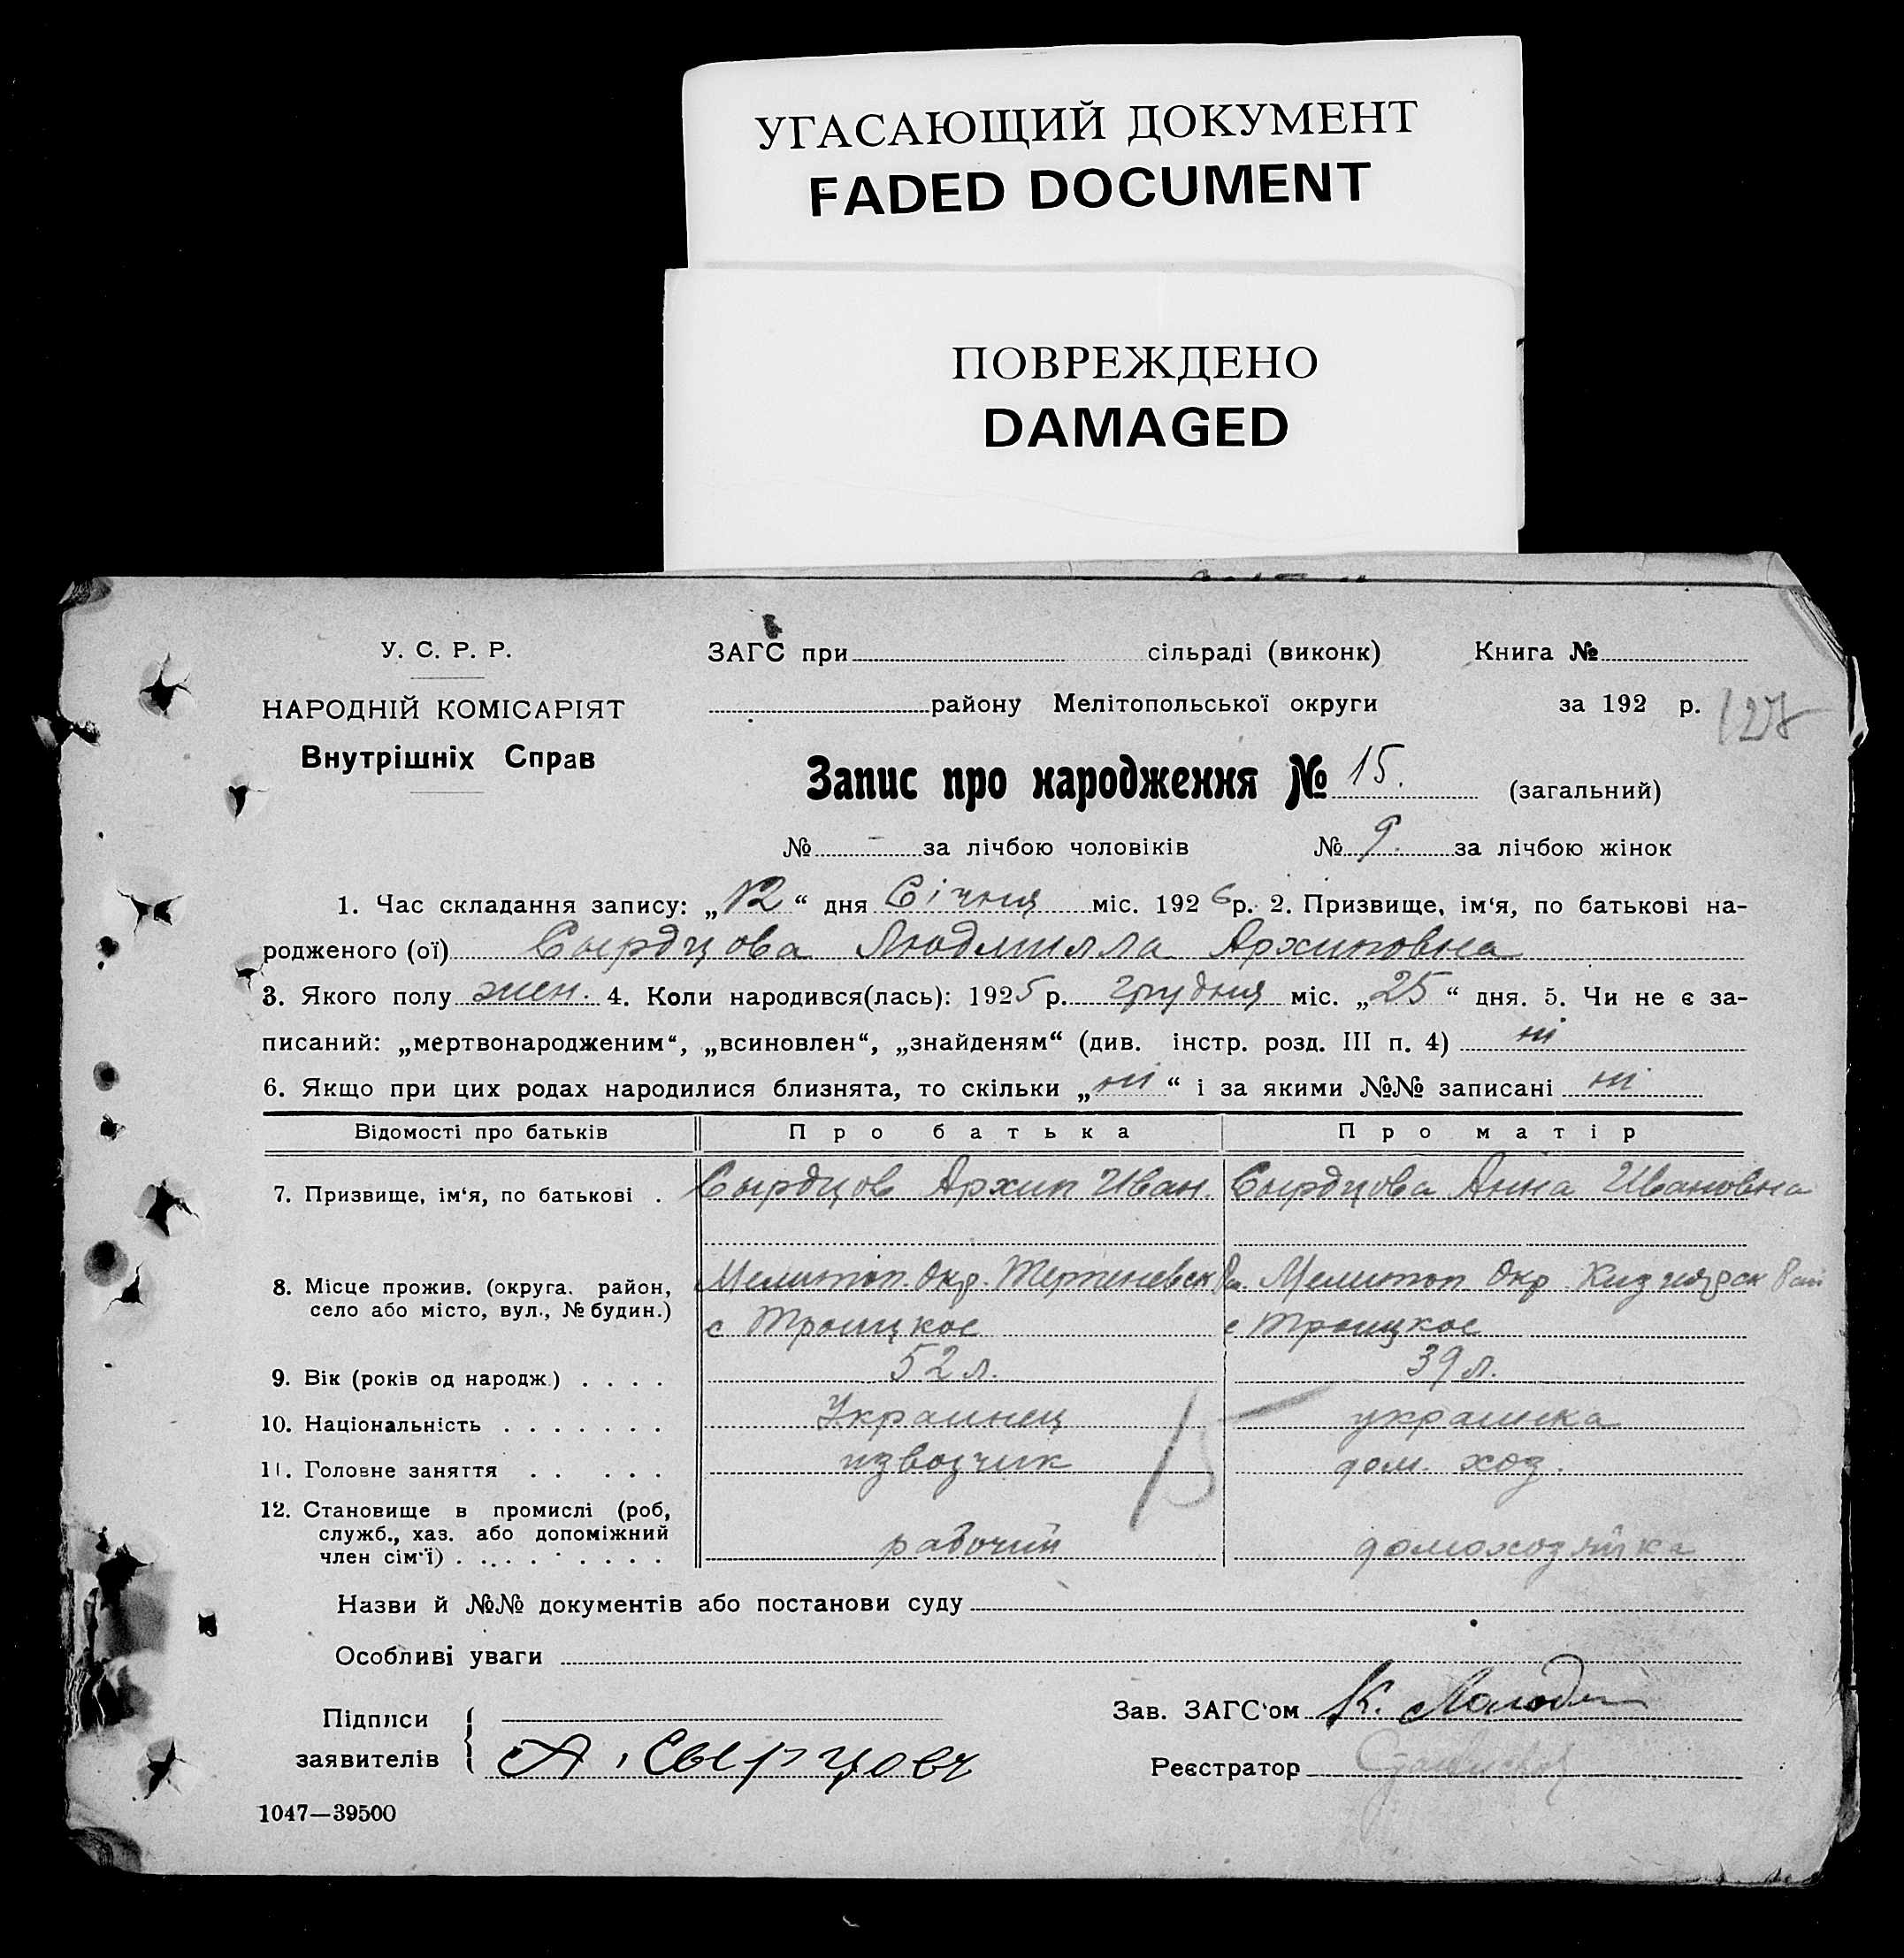 УГАСАЮЩИЙ ДОКУМЕНТ
FADED DOCUMENT
ПОВРЕЖДЕНО
DAMAGED
У. С. Р. Р.
НАРОДНІЙ КОМІСАРІЯТ
Внутрішніх Справ
ЗАГС при сільраді (виконк) Книга №
району Мелітопольської округи за 192 р.
Запис про народження № 15. (загальний)
№ - за лічбою чоловіків № 9. за лічбою жінок
1. Час складання запису: „12“ дня Січня міс. 1926 р. 2. Призвище, ім‘я, по батькові на-
родженого (ої) Сырдцова Людмилла Архиповна
3. Якого полу жен. 4. Коли народився(лась): 1925 р. грудня міс. „25“ дня. 5. Чи не є за-
писаний: „мертвонародженим“, „всиновлен“, „знайденям“ (див. інстр. розд. III п. 4) ні
6. Якщо при цих родах народилися близнята, то скільки „ні“ і за якими №№ записані ні
Відомості про батьків Про батька Про матір
7. Призвище, ім‘я, по батькові . Сырдцов Архип Иван. Сырдцова Анна Ивановна
8. Місце прожив. (округа. район, село або місто, вул., № будин.) Мелитоп. Окр. с Троицкое Мелитоп Окр Рай с Троицкое
9. Вік (років од народж.) . . . . 52 л. 39 л.
10. Національність . . . . . . . Украинец украинка
11. Головне заняття . . . . . извозчик дом. хоз.
12. Становище в промислі (роб, служб., хаз. або допоміжний член сім‘ї) . . . . . . . . . рабочий домохозяйка
15
Назви й №№ документів або постанови суду
Особливі уваги
Підписи
заявителів А. Сырцовъ
Зав. ЗАГС‘ом К.
Реєстратор
1047—39500